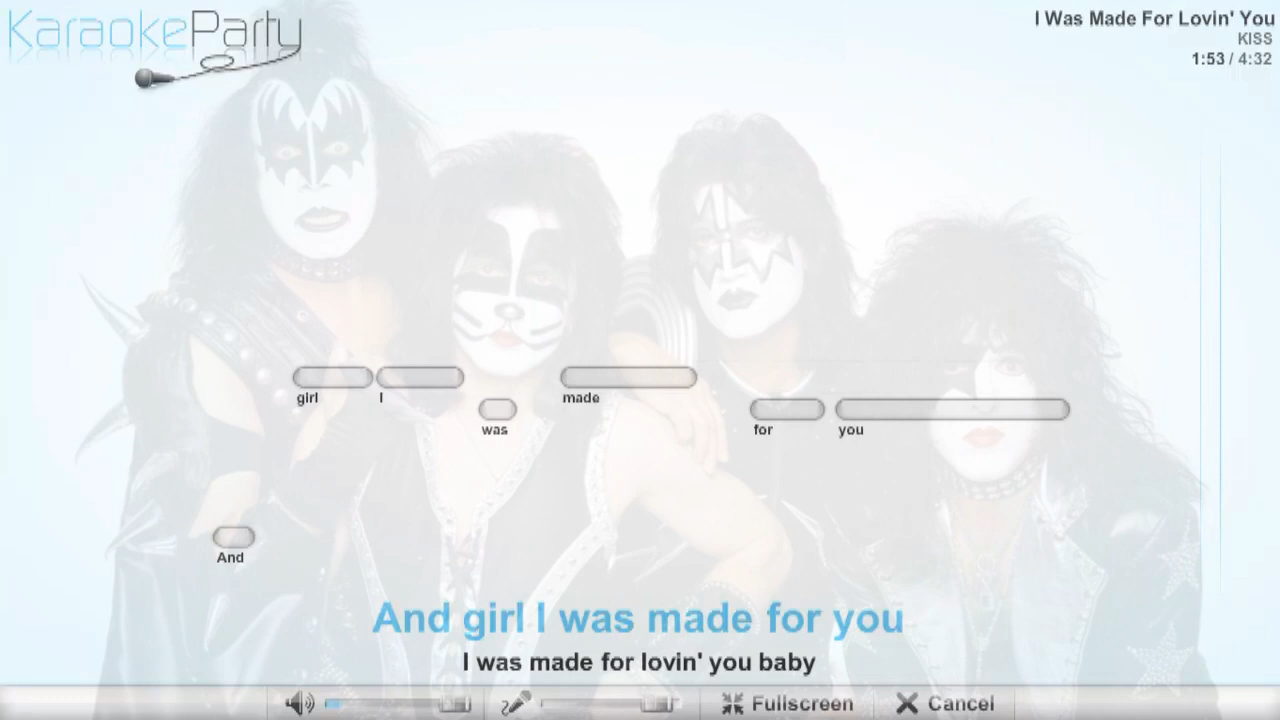 KaraokeParty
I Was Made For Lovin' You
KISS
1:53 / 4:32
girl I made
was for you
And
And girl I was made for you
I was made for lovin' you baby
Fullscreen Cancel